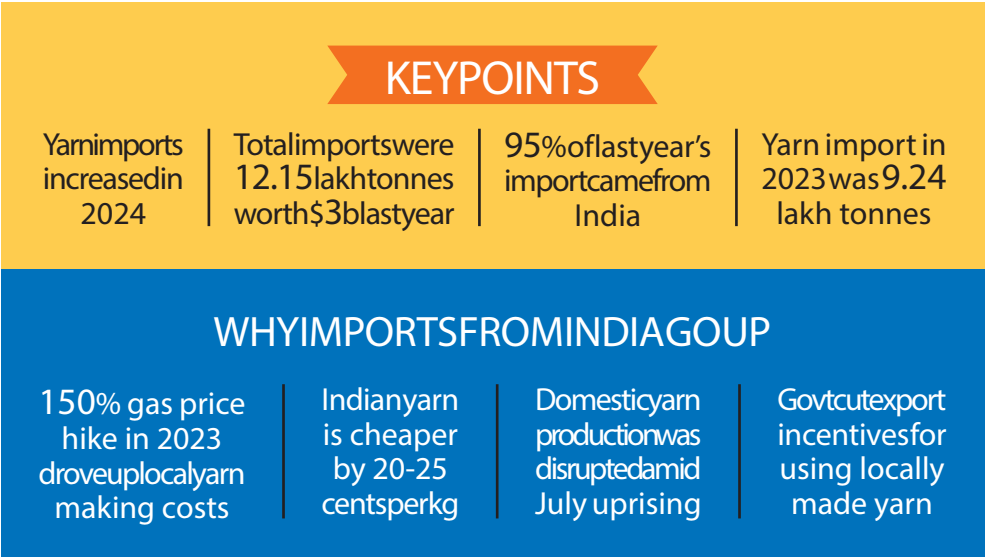 KEYPOINTS
Yarnimports
increasedin
2024
Totalimportswere
12.15lakhtonnes
worth$3blastyear
95%oflastyear’s
importcamefrom
India
Yarn import in
2023was9.24
lakh tonnes
WHYIMPORTSFROMINDIAGOUP
150% gas price
hike in 2023
droveuplocalyarn
making costs
Indianyarn
is cheaper
by 20-25
centsperkg
Domesticyarn
productionwas
disruptedamid
July uprising
Govtcutexport
incentivesfor
using locally
made yarn